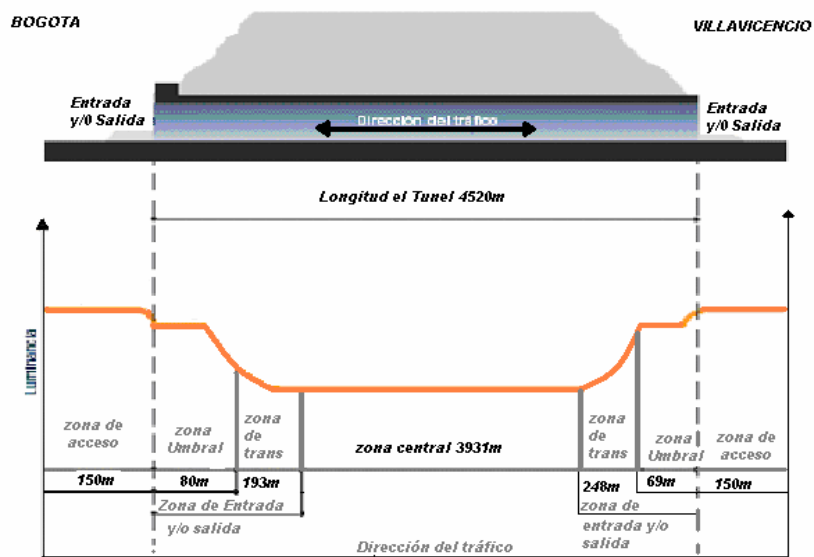 BOGOTA
VILLAVICENCIO
Entrada
y/0 Salida
Entrada
y/0 Salida
Dirección del tráfico
Longitud el Tunel 4520m
Luminancia
zona de
acceso
zona
Umbral
zona
de
trans
zona central 3931m
zona
de
trans
zona
Umbral
zona de
acceso
150m
80m
193m
248m
69m
150m
Zona de Entrada
y/o salida
zona de
entrada y/o
salida
Dirección del tráfico